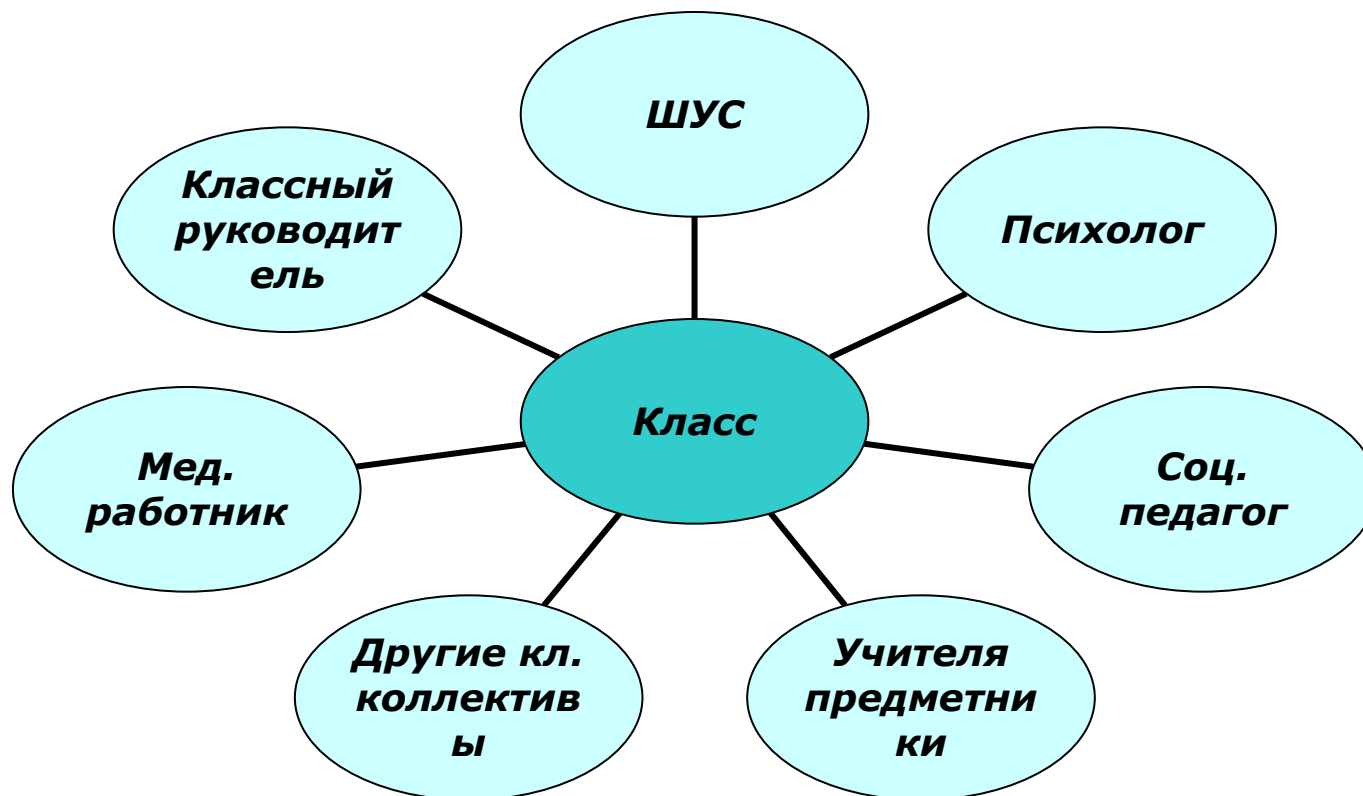 ШУС
Классный
руководит
ель
Психолог
Класс
Мед.
работник
Соц.
педагог
Другие кл.
коллектив
ы
Учителя
предметни
ки